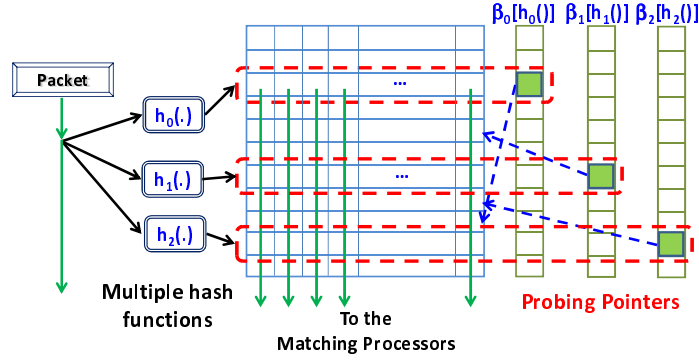 β₀[h₀()] β₁[h₁()] β₂[h₂()]
Packet
...
h₀(.)
h₁(.)
...
h₂(.)
Multiple hash
functions
To the
Matching Processors
Probing Pointers